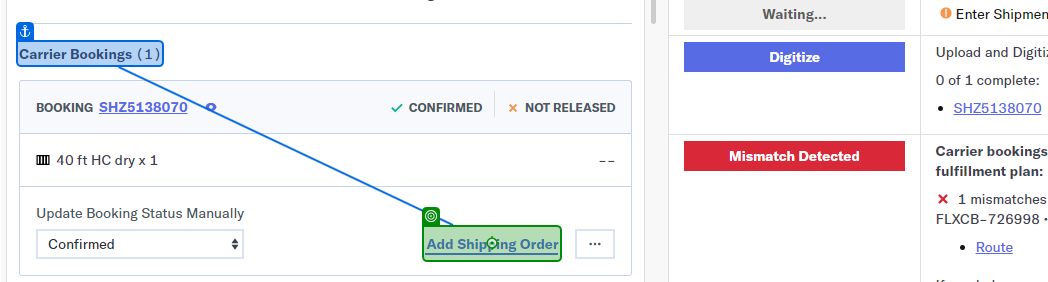 Carrier Bookings (1)
BOOKING SHZ5138070
CONFIRMED
NOT RELEASED
40 ft HC dry x 1
--
Update Booking Status Manually
Confirmed
Add Shipping Order
...
Waiting...
Enter Shipmen
Digitize
Upload and Digiti
0 of 1 complete:
• SHZ5138070
Mismatch Detected
Carrier bookings
fulfillment plan:
1 mismatches
FLXCB-726998 •
• Route